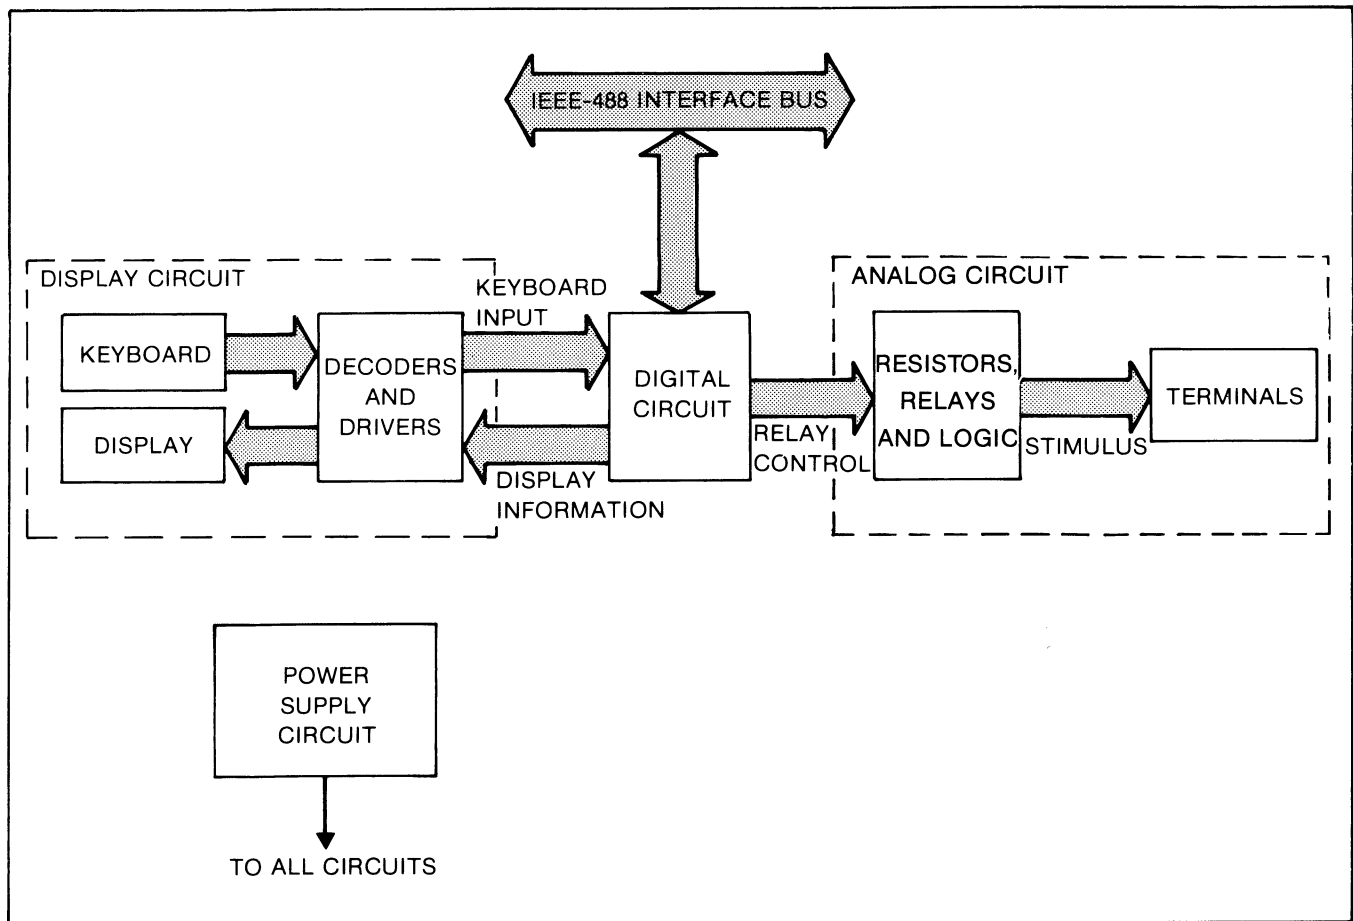 IEEE-488 INTERFACE BUS
DISPLAY CIRCUIT
KEYBOARD
DISPLAY
DECODERS
AND
DRIVERS
KEYBOARD
INPUT
DISPLAY
INFORMATION
DIGITAL
CIRCUIT
RELAY
CONTROL
ANALOG CIRCUIT
RESISTORS,
RELAYS
AND LOGIC
STIMULUS
TERMINALS
POWER
SUPPLY
CIRCUIT
TO ALL CIRCUITS